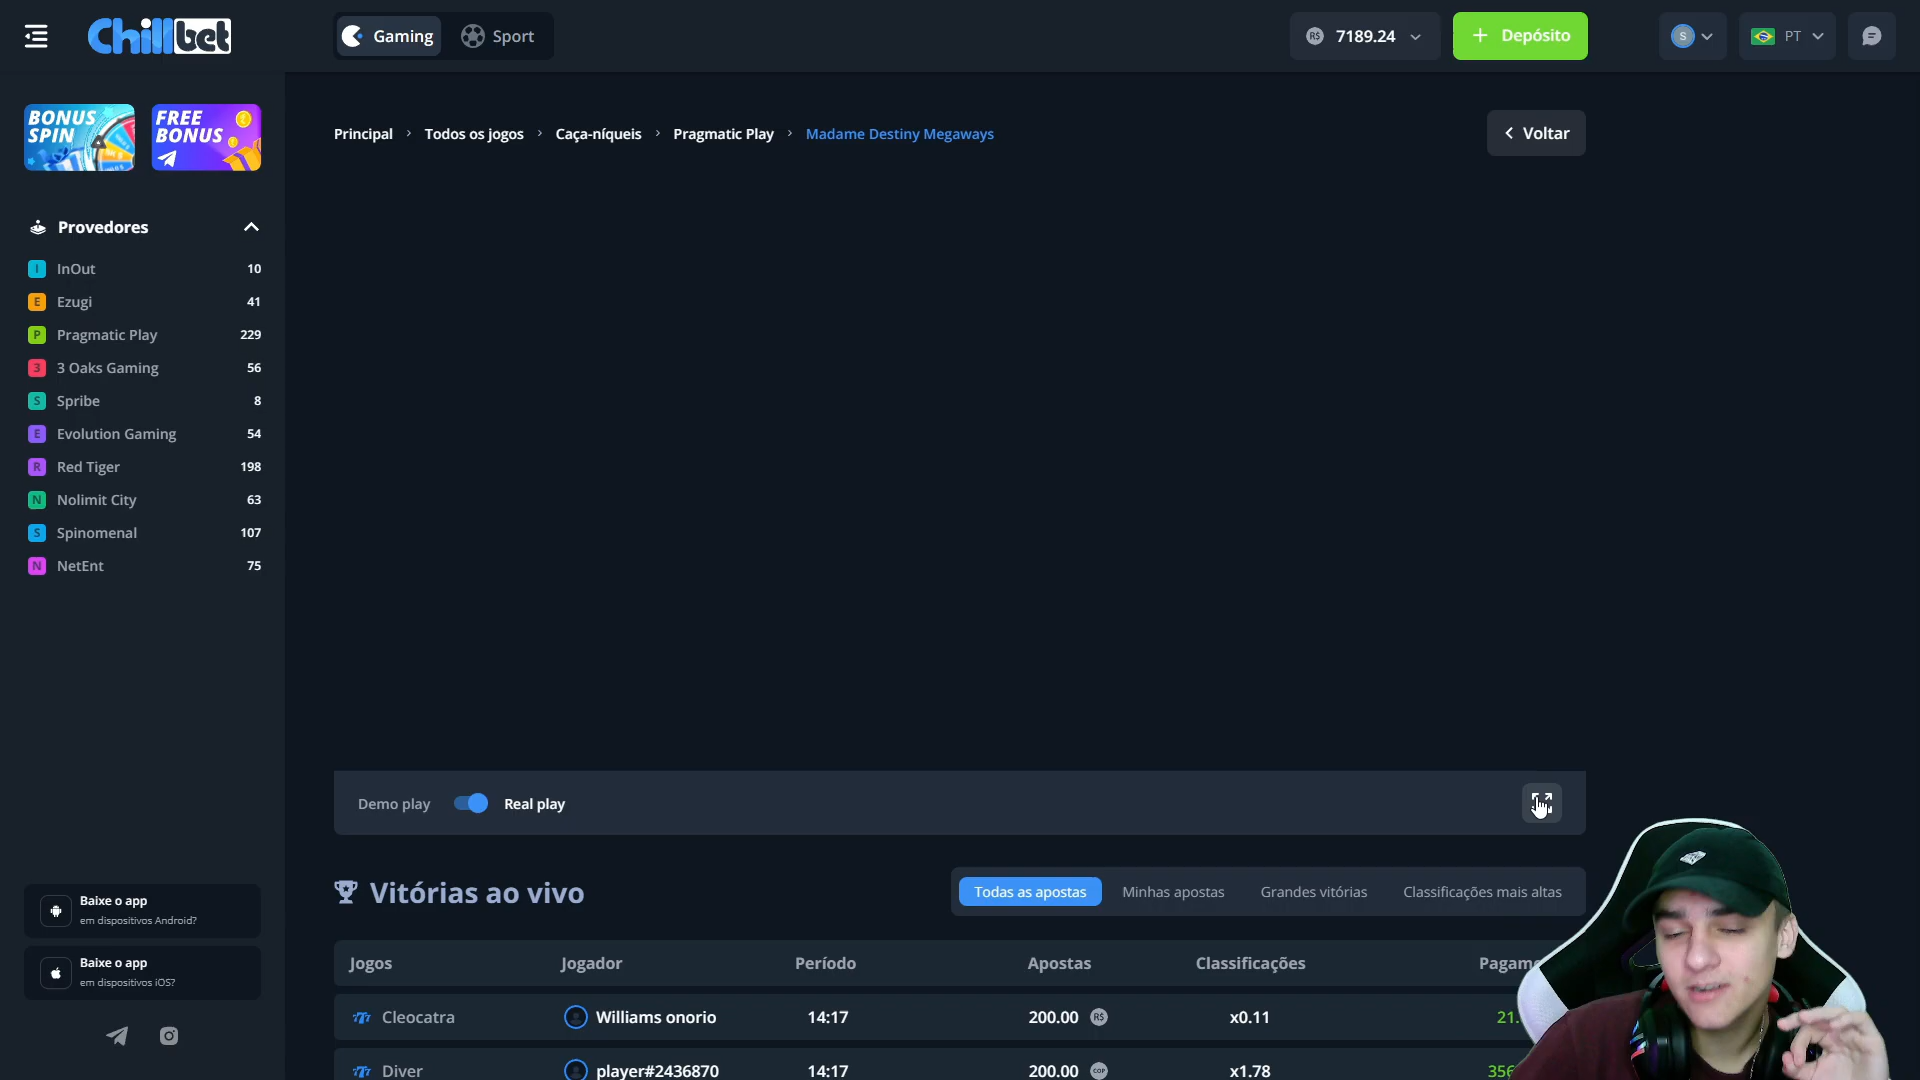 Chillbet
Gaming
Sport
R$ 7189.24
+ Depósito
S
PT
BONUS
SPIN
FREE
BONUS
Principal › Todos os jogos › Caça-níqueis › Pragmatic Play › Madame Destiny Megaways
Voltar
Provedores
I InOut 10
E Ezugi 41
P Pragmatic Play 229
3 3 Oaks Gaming 56
S Spribe 8
E Evolution Gaming 54
R Red Tiger 198
N Nolimit City 63
S Spinomenal 107
N NetEnt 75
Demo play
Real play
Vitórias ao vivo
Todas as apostas
Minhas apostas
Grandes vitórias
Classificações mais altas
Baixe o app
em dispositivos Android?
Baixe o app
em dispositivos iOS?
Jogos Jogador Período Apostas Classificações
Cleocatra Williams onorio 14:17 200.00 R$ x0.11 21.
Diver player#2436870 14:17 200.00 COP x1.78 356